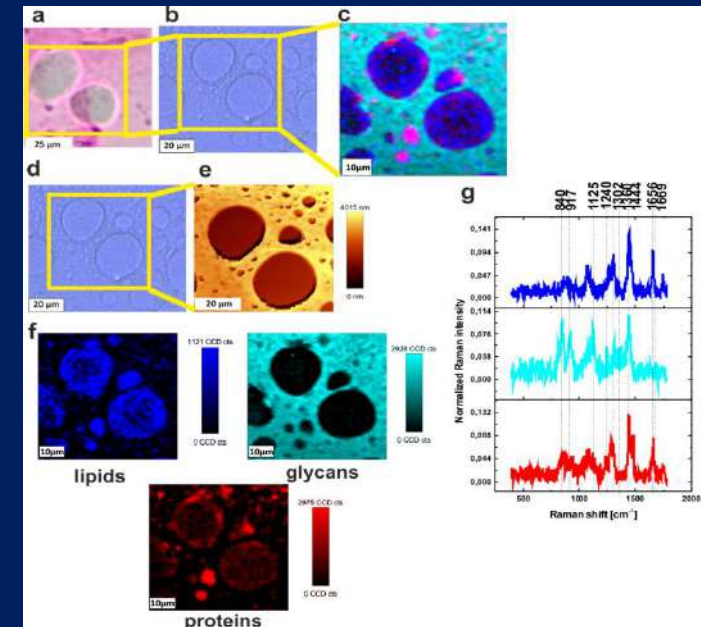 a
b
c
25 µm
20 µm
10µm
d
e
4015 nm
0 nm
20 µm
20 µm
f
1121 CCD cts
0 CCD cts
10µm
lipids
2928 CCD cts
0 CCD cts
10µm
glycans
2975 CCD cts
0 CCD cts
10µm
proteins
g
840
917
1125
1240
1302
1360
1444
1656
1669
0,141
0,094
0,047
0,000
0,114
0,076
0,038
0,000
0,132
0,088
0,044
0,000
Normalized Raman intensity
500 1000 1500 2000
Raman shift [cm⁻¹]